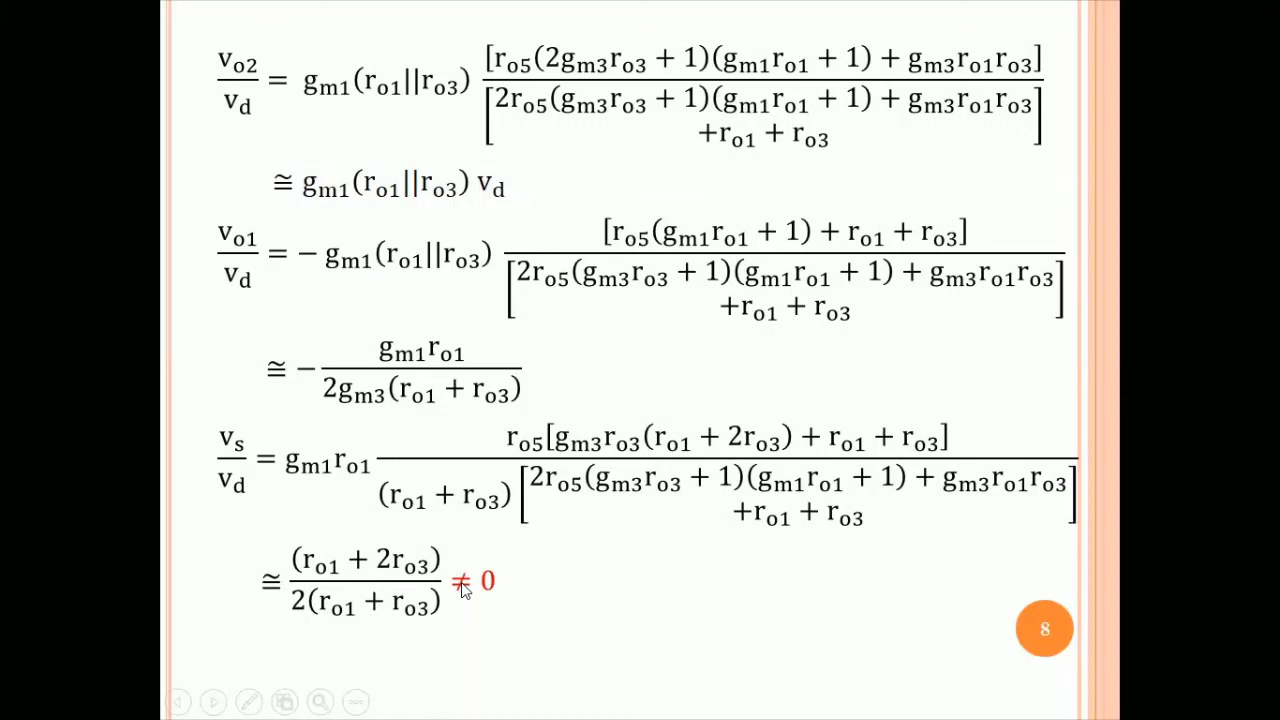 v_o2/v_d = g_m1(r_o1||r_o3) [r_o5(2g_m3r_o3 + 1)(g_m1r_o1 + 1) + g_m3r_o1r_o3] / [2r_o5(g_m3r_o3 + 1)(g_m1r_o1 + 1) + g_m3r_o1r_o3 +r_o1 + r_o3]
≅ g_m1(r_o1||r_o3) v_d
v_o1/v_d = − g_m1(r_o1||r_o3) [r_o5(g_m1r_o1 + 1) + r_o1 + r_o3] / [2r_o5(g_m3r_o3 + 1)(g_m1r_o1 + 1) + g_m3r_o1r_o3 +r_o1 + r_o3]
≅ − g_m1r_o1 / 2g_m3(r_o1 + r_o3)
v_s/v_d = g_m1r_o1 r_o5[g_m3r_o3(r_o1 + 2r_o3) + r_o1 + r_o3] / (r_o1 + r_o3)[2r_o5(g_m3r_o3 + 1)(g_m1r_o1 + 1) + g_m3r_o1r_o3 +r_o1 + r_o3]
≅ (r_o1 + 2r_o3) / 2(r_o1 + r_o3) ≠ 0
8